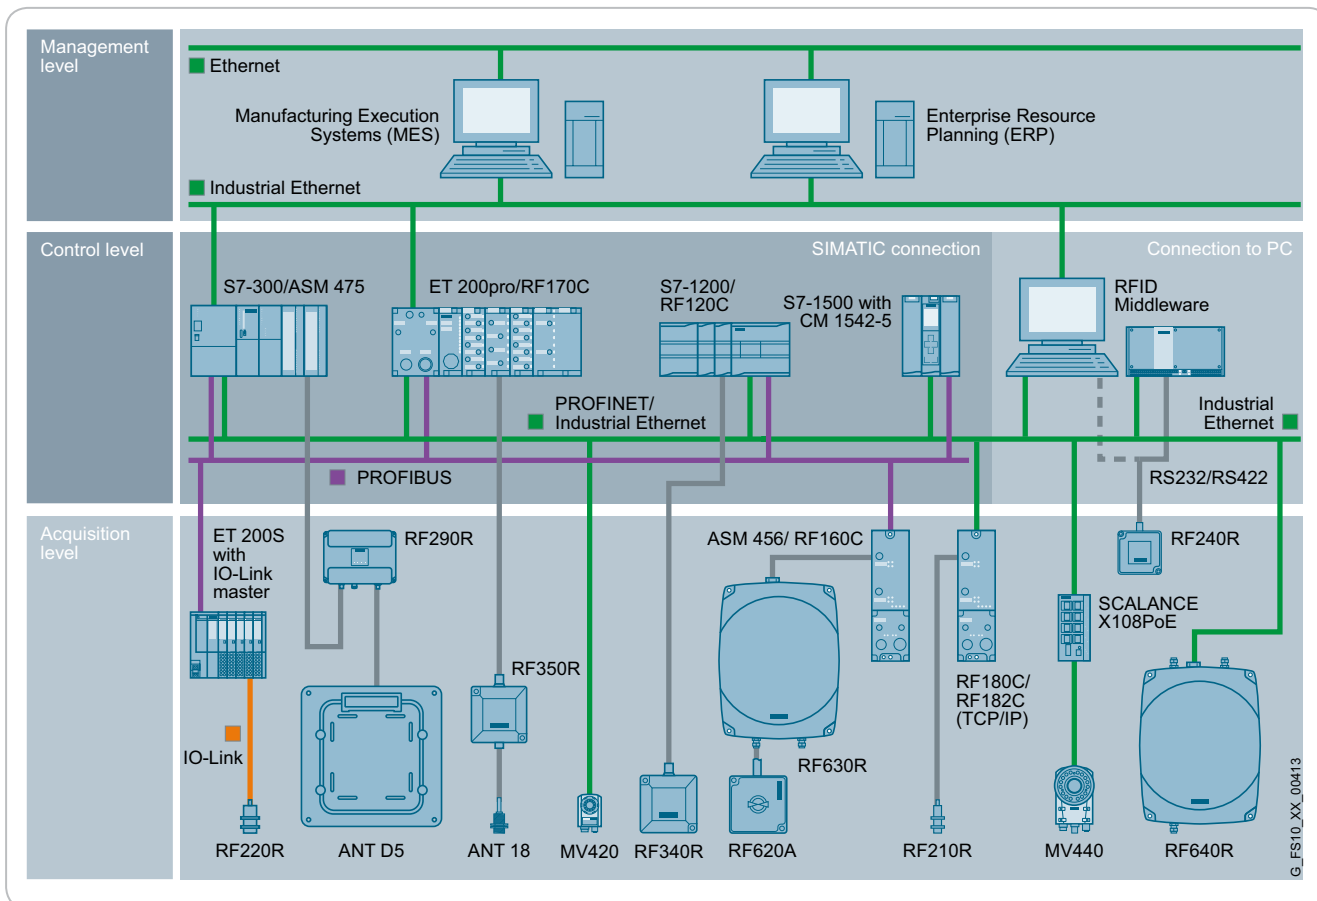 Management
level
Ethernet
Manufacturing Execution
Systems (MES)
Enterprise Resource
Planning (ERP)
Industrial Ethernet
Control level
SIMATIC connection
Connection to PC
S7-300/ASM 475
ET 200pro/RF170C
S7-1200/
RF120C
S7-1500 with
CM 1542-5
RFID
Middleware
PROFINET/
Industrial Ethernet
Industrial
Ethernet
PROFIBUS
RS232/RS422
Acquisition
level
ET 200S
with
IO-Link
master
RF290R
ASM 456/ RF160C
RF240R
SCALANCE
X108PoE
RF350R
RF180C/
RF182C
(TCP/IP)
IO-Link
RF630R
RF220R
ANT D5
ANT 18
MV420
RF340R
RF620A
RF210R
MV440
RF640R
G_FS10_XX_00413